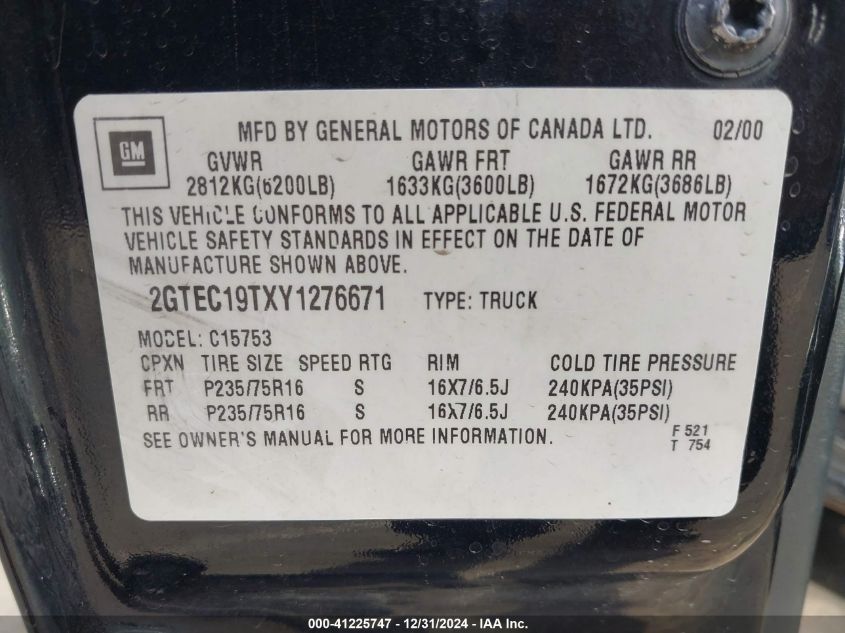 GM
MFD BY GENERAL MOTORS OF CANADA LTD. 02/00
GVWR GAWR FRT GAWR RR
2812KG(6200LB) 1633KG(3600LB) 1672KG(3686LB)
THIS VEHICLE CONFORMS TO ALL APPLICABLE U.S. FEDERAL MOTOR
VEHICLE SAFETY STANDARDS IN EFFECT ON THE DATE OF
MANUFACTURE SHOWN ABOVE.
2GTEC19TXY1276671 TYPE: TRUCK
MODEL: C15753
CPXN TIRE SIZE SPEED RTG RIM COLD TIRE PRESSURE
FRT P235/75R16 S 16X7/6.5J 240KPA(35PSI)
RR P235/75R16 S 16X7/6.5J 240KPA(35PSI)
SEE OWNER'S MANUAL FOR MORE INFORMATION. F 521
T 754
000-41225747 - 12/31/2024 - IAA Inc.